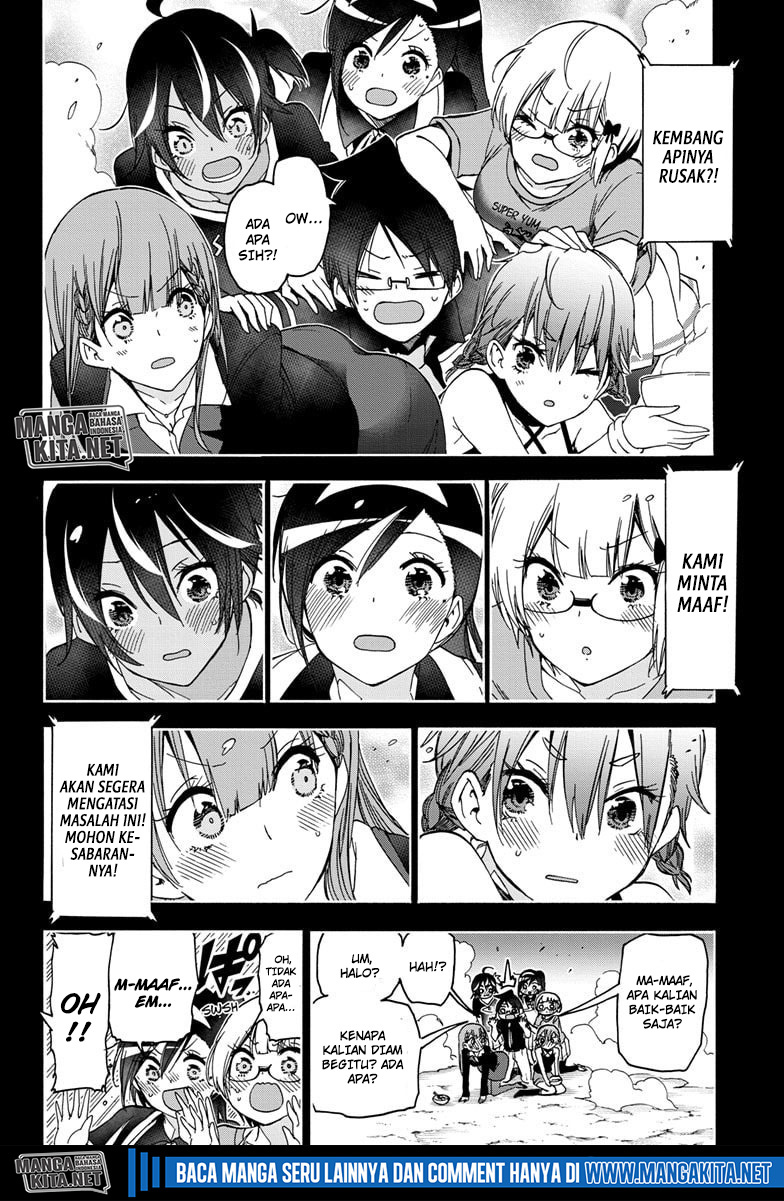 KEMBANG
APINYA
RUSAK?!
OW...
ADA
APA
SIH?!
SUPER YUM
MANGA
KITA.NET
BACA MANGA
BAHASA
INDONESIA
KAMI
MINTA
MAAF!
KAMI
AKAN SEGERA
MENGATASI
MASALAH INI!
MOHON KE-
SABARAN-
NYA!
MA-MAAF,
APA KALIAN
BAIK-BAIK
SAJA?
HAH!?
UM,
HALO?
KENAPA
KALIAN DIAM
BEGITU? ADA
APA?
OH,
TIDAK
ADA
APA-
APA...
SWSH
M-MAAF...
EM...
OH
!!
MANGA
KITA.NET
BACA MANGA SERU LAINNYA DAN COMMENT HANYA DI WWW.MANGAKITA.NET